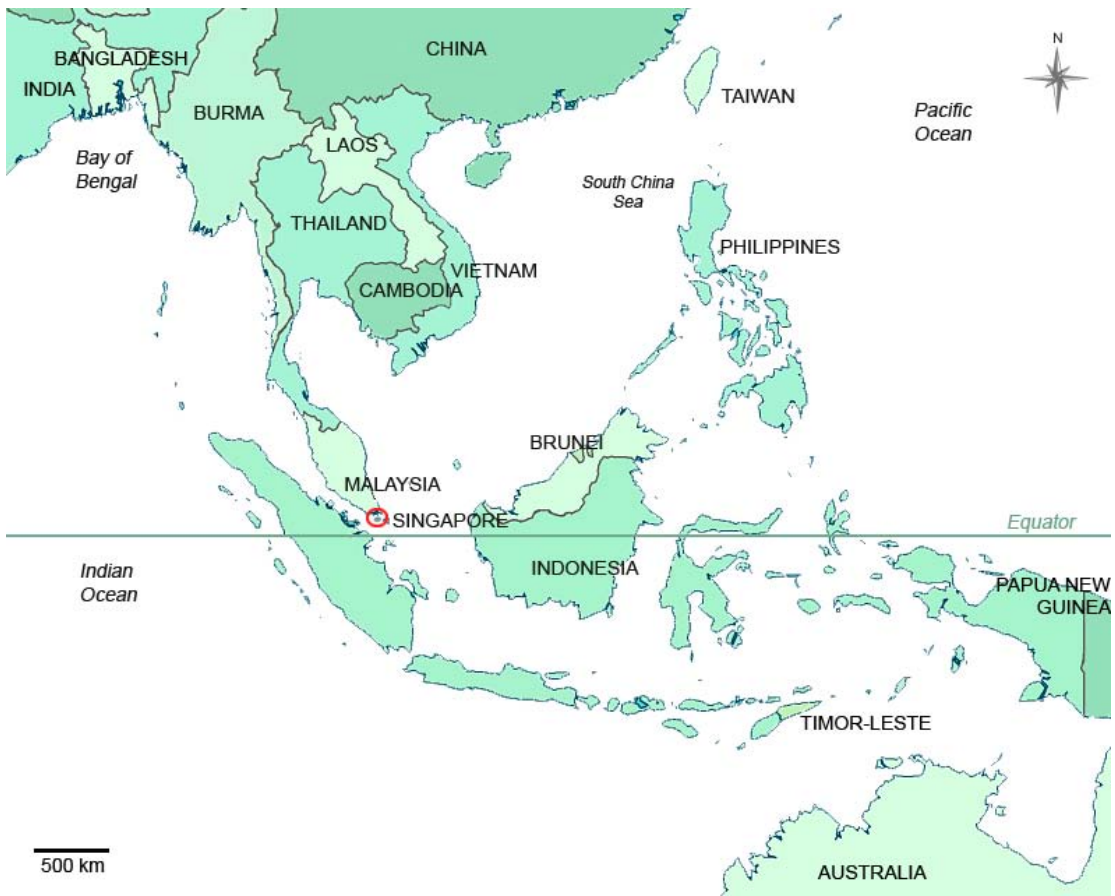 CHINA
N
BANGLADESH
INDIA
TAIWAN
BURMA
Pacific
Ocean
LAOS
Bay of
Bengal
South China
Sea
THAILAND
PHILIPPINES
VIETNAM
CAMBODIA
BRUNEI
MALAYSIA
SINGAPORE
Equator
Indian
Ocean
INDONESIA
PAPUA NEW
GUINEA
TIMOR-LESTE
500 km
AUSTRALIA